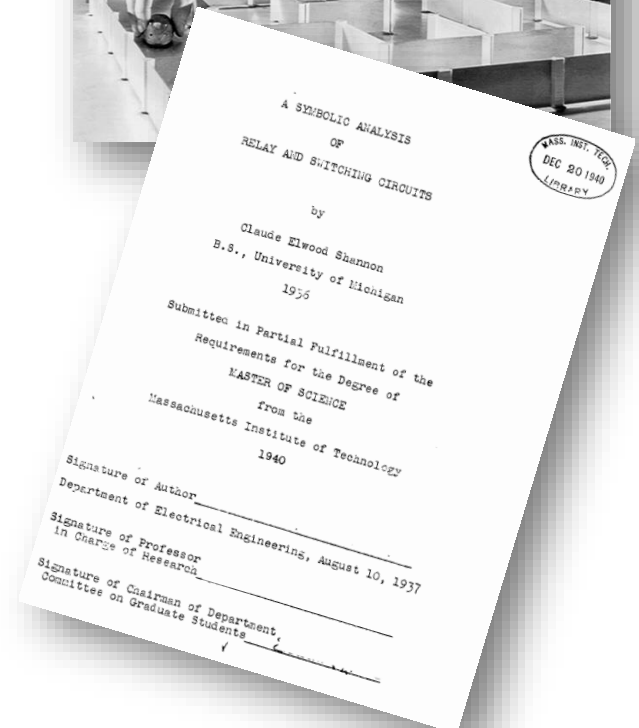 A SYMBOLIC ANALYSIS
OF
RELAY AND SWITCHING CIRCUITS
MASS. INST. TECH.
DEC 20 1940
LIBRARY
by
Claude Elwood Shannon
B.S., University of Michigan
1936
Submitted in Partial Fulfillment of the
Requirements for the Degree of
MASTER OF SCIENCE
from the
Massachusetts Institute of Technology
1940
Signature of Author
Department of Electrical Engineering, August 10, 1937
Signature of Professor
in Charge of Research
Signature of Chairman of Department
Committee on Graduate Students